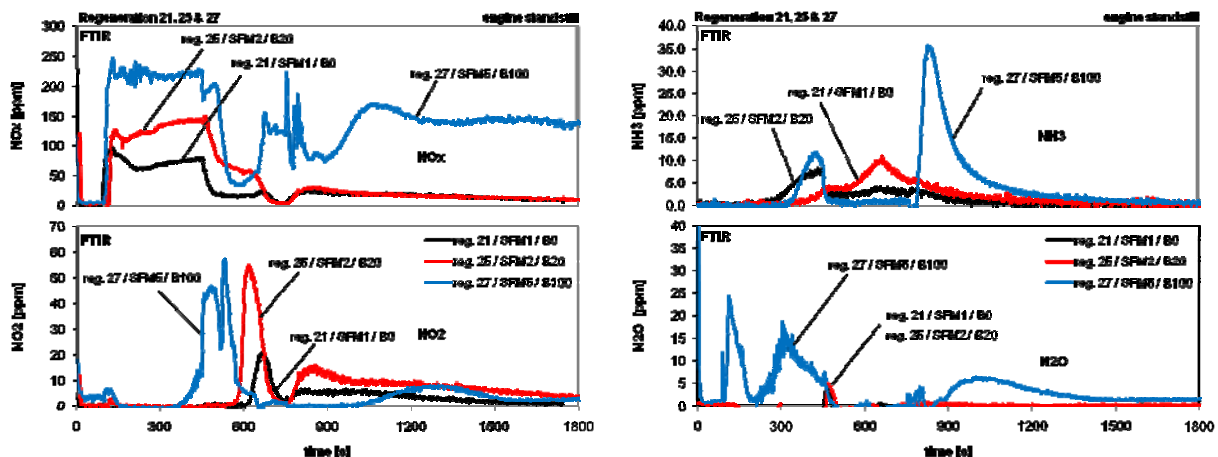 Regeneration 21, 25 & 27 engine standstill
FTIR
reg. 25 / SFM2 / B20
reg. 21 / SFM1 / B0
reg. 27 / SFM5 / B100
NOx
NOx [ppm]
300
250
200
150
100
50
0
FTIR
reg. 21 / SFM1 / B0
reg. 25 / SFM2 / B20
reg. 27 / SFM5 / B100
reg. 27 / SFM5 / B100
reg. 25 / SFM2 / B20
reg. 21 / SFM1 / B0
NO2
NO2 [ppm]
70
60
50
40
30
20
10
0
0 300 600 900 1200 1500 1800
time [s]
Regeneration 21, 25 & 27 engine standstill
FTIR
reg. 27 / SFM5 / B100
reg. 21 / SFM1 / B0
reg. 25 / SFM2 / B20
NH3
NH3 [ppm]
40.0
35.0
30.0
25.0
20.0
15.0
10.0
5.0
0.0
FTIR
reg. 21 / SFM1 / B0
reg. 25 / SFM2 / B20
reg. 27 / SFM5 / B100
reg. 27 / SFM5 / B100
reg. 21 / SFM1 / B0
reg. 25 / SFM2 / B20
N2O
N2O [ppm]
40
35
30
25
20
15
10
5
0
0 300 600 900 1200 1500 1800
time [s]